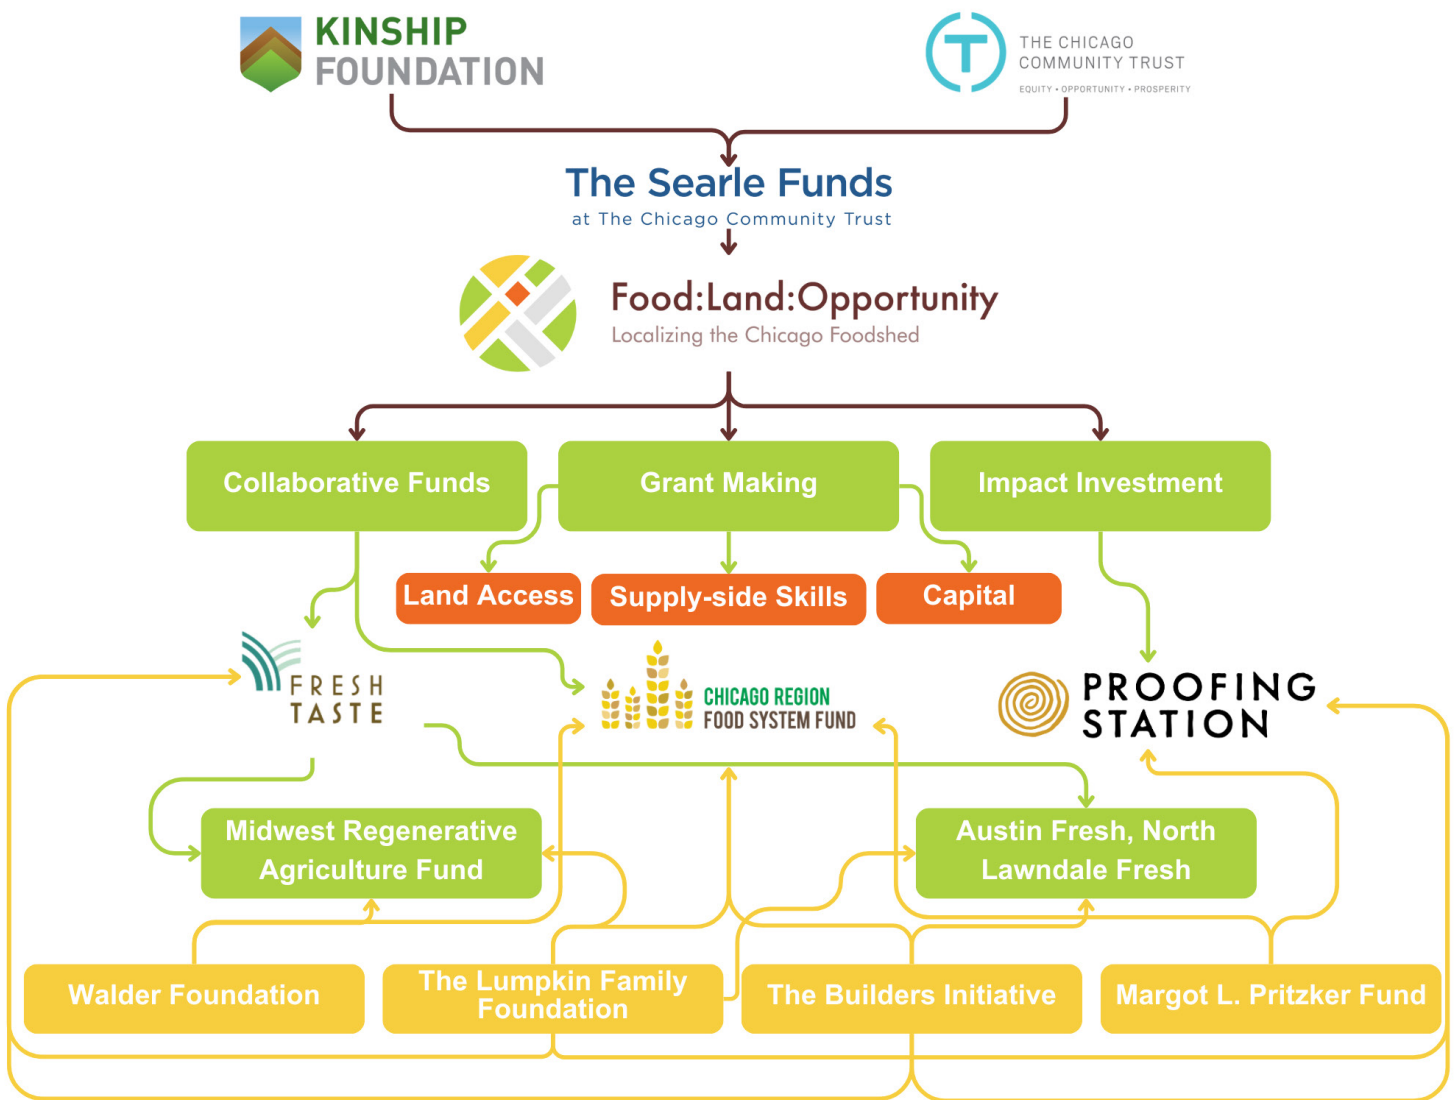 KINSHIP
FOUNDATION
T
THE CHICAGO
COMMUNITY TRUST
EQUITY • OPPORTUNITY • PROSPERITY
The Searle Funds
at The Chicago Community Trust
Food:Land:Opportunity
Localizing the Chicago Foodshed
Collaborative Funds
Grant Making
Impact Investment
Land Access
Supply-side Skills
Capital
FRESH
TASTE
CHICAGO REGION
FOOD SYSTEM FUND
PROOFING
STATION
Midwest Regenerative
Agriculture Fund
Austin Fresh, North
Lawndale Fresh
Walder Foundation
The Lumpkin Family
Foundation
The Builders Initiative
Margot L. Pritzker Fund